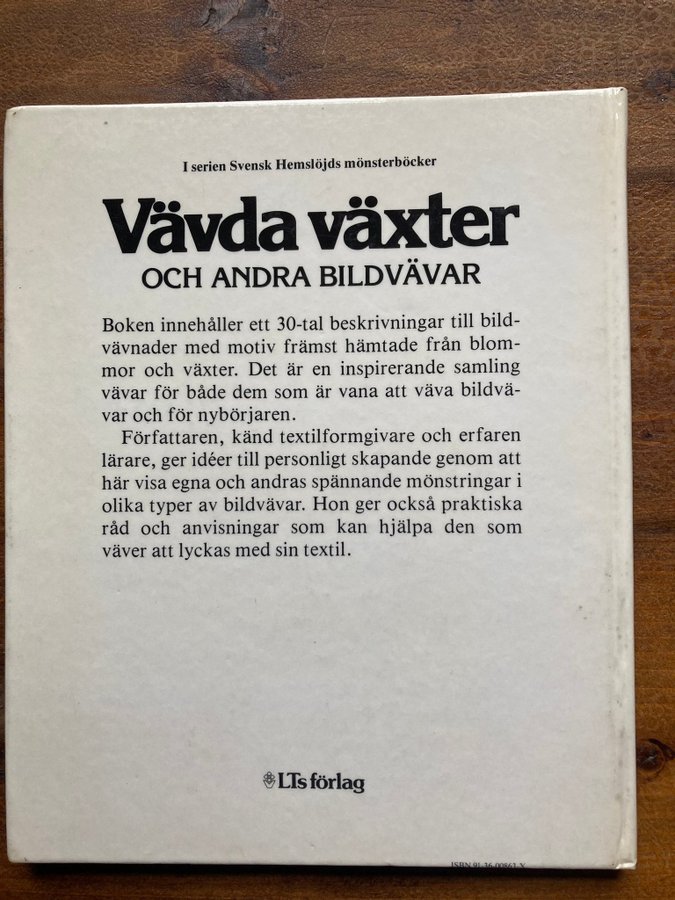 I serien Svensk Hemslöjds mönsterböcker
Vävda växter
OCH ANDRA BILDVÄVAR
Boken innehåller ett 30-tal beskrivningar till bild-
vävnader med motiv främst hämtade från blom-
mor och växter. Det är en inspirerande samling
vävar för både dem som är vana att väva bildvä-
var och för nybörjaren.
Författaren, känd textilformgivare och erfaren
lärare, ger idéer till personligt skapande genom att
här visa egna och andras spännande mönstringar i
olika typer av bildvävar. Hon ger också praktiska
råd och anvisningar som kan hjälpa den som
väver att lyckas med sin textil.
LTs förlag
ISBN 91-36